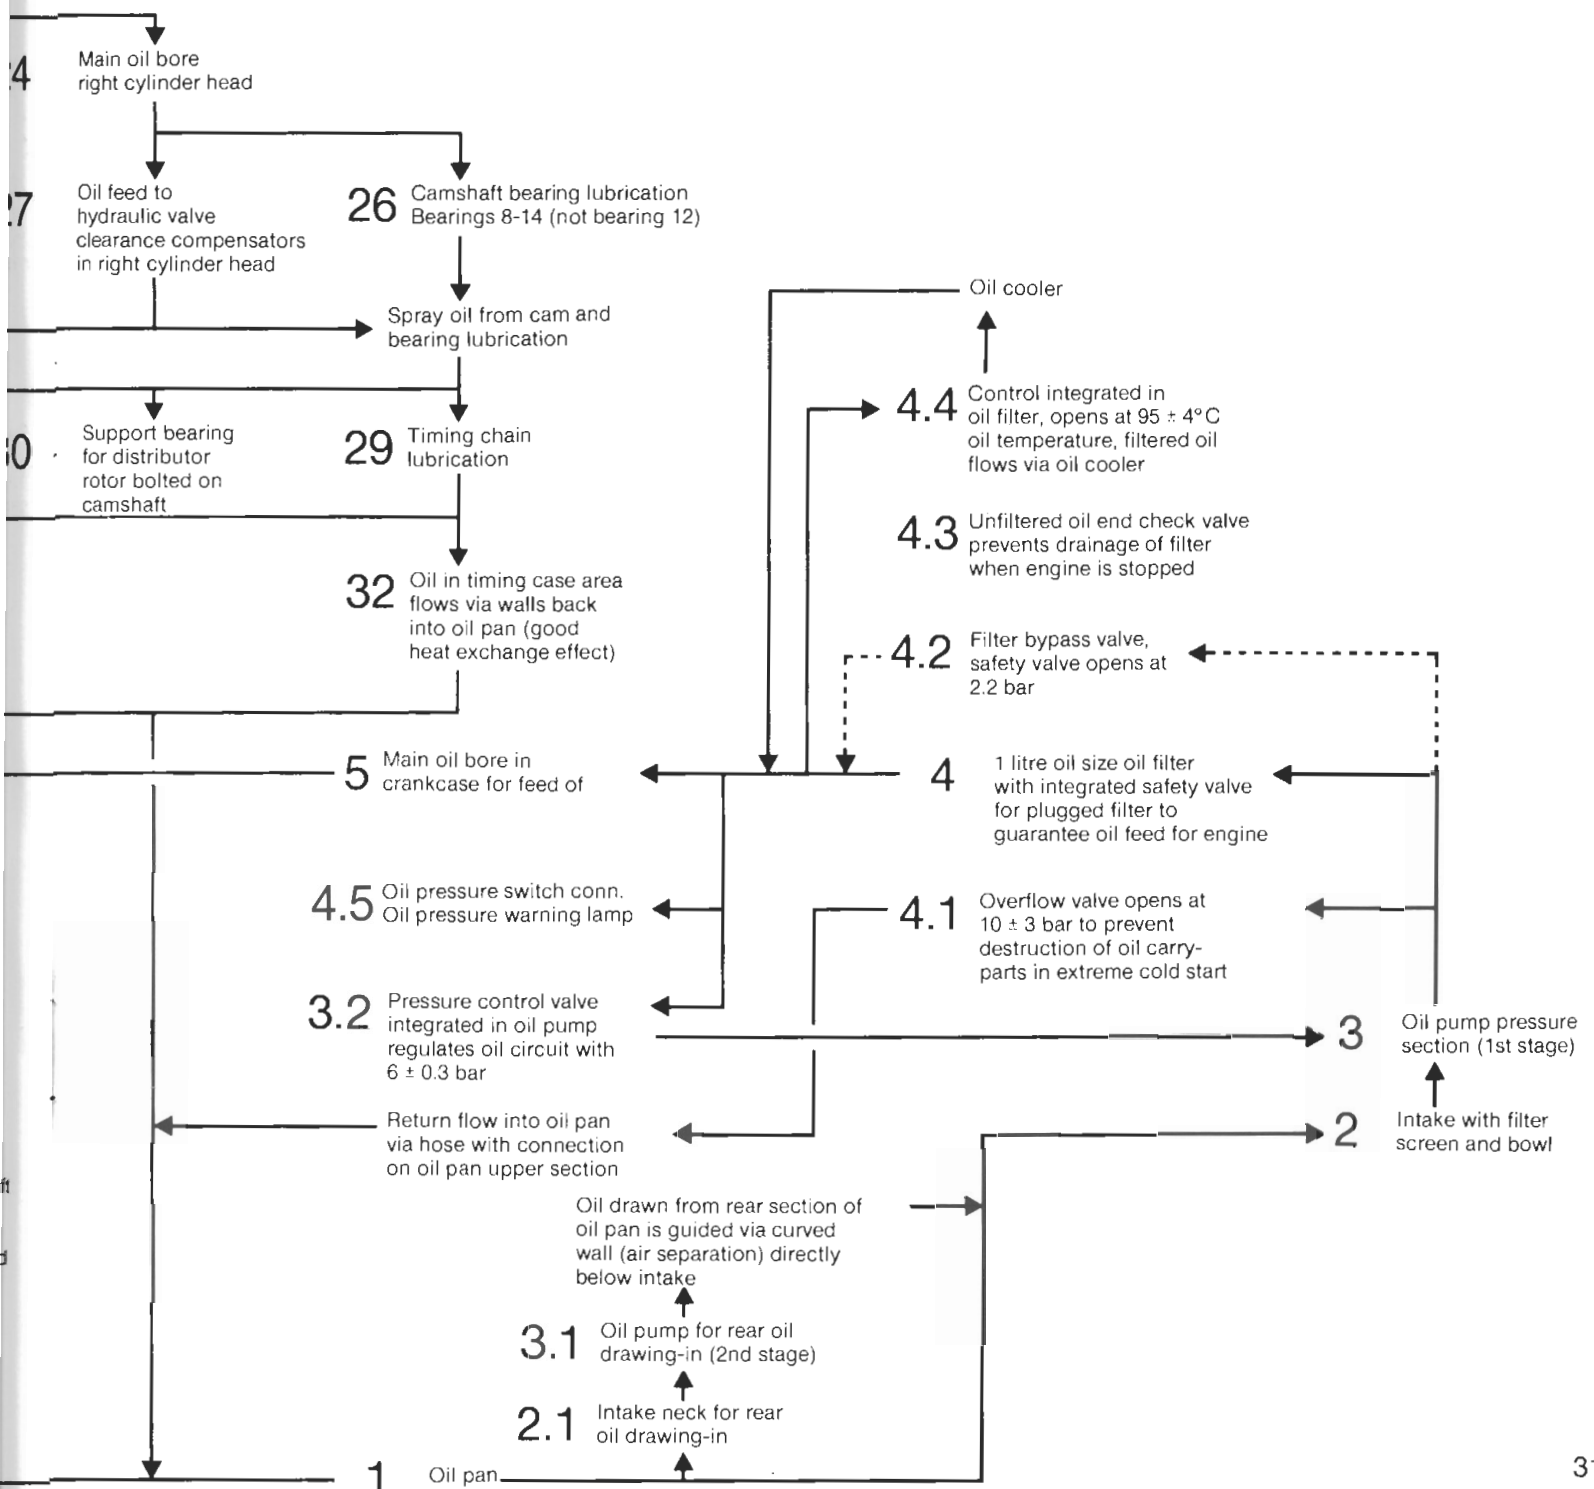 Main oil bore
right cylinder head
Oil feed to
hydraulic valve
clearance compensators
in right cylinder head
26 Camshaft bearing lubrication
Bearings 8-14 (not bearing 12)
Spray oil from cam and
bearing lubrication
Support bearing
for distributor
rotor bolted on
camshaft
29 Timing chain
lubrication
32 Oil in timing case area
flows via walls back
into oil pan (good
heat exchange effect)
Oil cooler
4.4 Control integrated in
oil filter, opens at 95 ± 4°C
oil temperature, filtered oil
flows via oil cooler
4.3 Unfiltered oil end check valve
prevents drainage of filter
when engine is stopped
4.2 Filter bypass valve,
safety valve opens at
2.2 bar
5 Main oil bore in
crankcase for feed of
4 1 litre oil size oil filter
with integrated safety valve
for plugged filter to
guarantee oil feed for engine
4.5 Oil pressure switch conn.
Oil pressure warning lamp
4.1 Overflow valve opens at
10 ± 3 bar to prevent
destruction of oil carry-
parts in extreme cold start
3.2 Pressure control valve
integrated in oil pump
regulates oil circuit with
6 ± 0.3 bar
3 Oil pump pressure
section (1st stage)
Return flow into oil pan
via hose with connection
on oil pan upper section
2 Intake with filter
screen and bowl
Oil drawn from rear section of
oil pan is guided via curved
wall (air separation) directly
below intake
3.1 Oil pump for rear oil
drawing-in (2nd stage)
2.1 Intake neck for rear
oil drawing-in
1 Oil pan